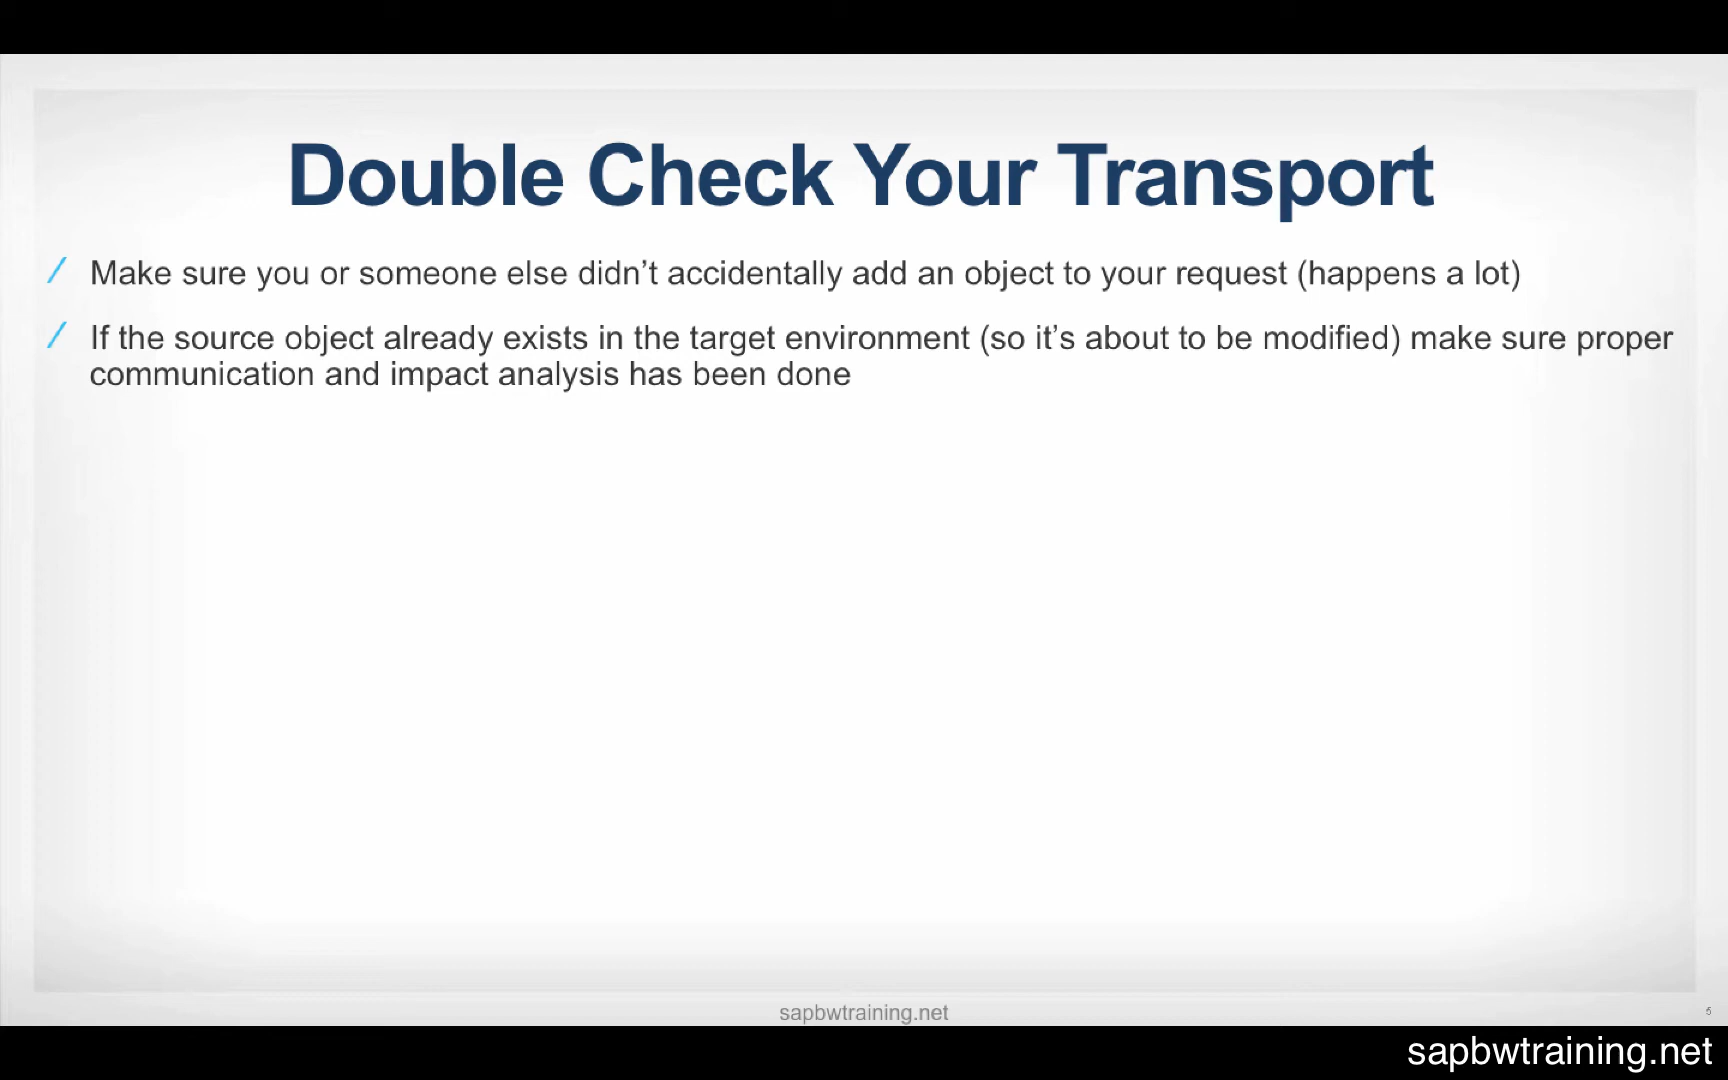 Double Check Your Transport
Make sure you or someone else didn’t accidentally add an object to your request (happens a lot)
If the source object already exists in the target environment (so it’s about to be modified) make sure proper
communication and impact analysis has been done
sapbwtraining.net
sapbwtraining.net